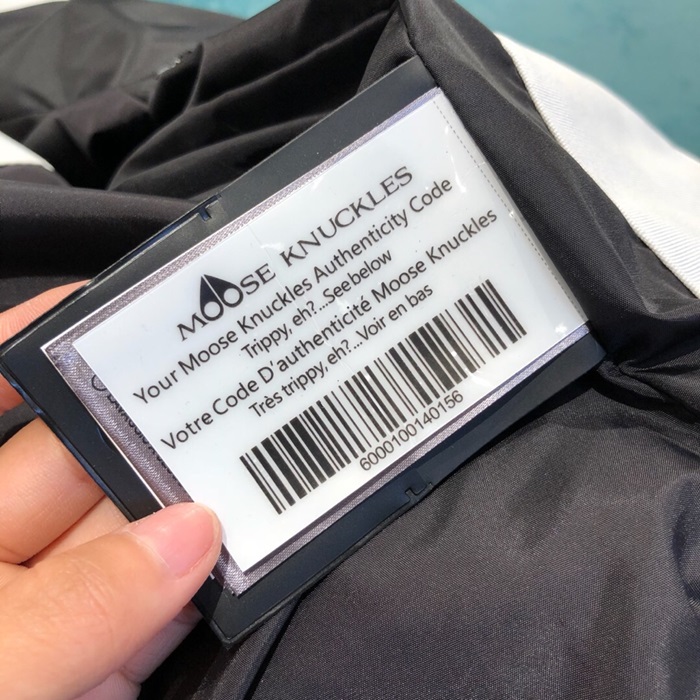 MOOSE KNUCKLES
Your Moose Knuckles Authenticity Code
Trippy, eh?...See below
Votre Code D'authenticité Moose Knuckles
Très trippy, eh?...Voir en bas
6000100140156